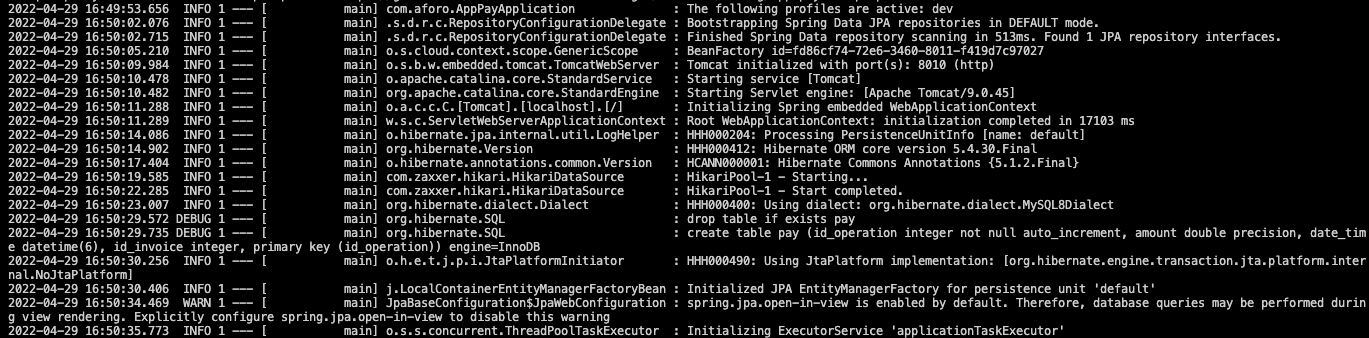 2022-04-29 16:49:53.656  INFO 1 --- [           main] com.aforo.AppPayApplication              : The following profiles are active: dev
2022-04-29 16:50:02.076  INFO 1 --- [           main] .s.d.r.c.RepositoryConfigurationDelegate : Bootstrapping Spring Data JPA repositories in DEFAULT mode.
2022-04-29 16:50:02.715  INFO 1 --- [           main] .s.d.r.c.RepositoryConfigurationDelegate : Finished Spring Data repository scanning in 513ms. Found 1 JPA repository interfaces.
2022-04-29 16:50:05.210  INFO 1 --- [           main] o.s.cloud.context.scope.GenericScope     : BeanFactory id=fd86cf74-72e6-3460-8011-f419d7c97027
2022-04-29 16:50:09.984  INFO 1 --- [           main] o.s.b.w.embedded.tomcat.TomcatWebServer  : Tomcat initialized with port(s): 8010 (http)
2022-04-29 16:50:10.478  INFO 1 --- [           main] o.apache.catalina.core.StandardService   : Starting service [Tomcat]
2022-04-29 16:50:10.482  INFO 1 --- [           main] org.apache.catalina.core.StandardEngine  : Starting Servlet engine: [Apache Tomcat/9.0.45]
2022-04-29 16:50:11.288  INFO 1 --- [           main] o.a.c.c.C.[Tomcat].[localhost].[/]       : Initializing Spring embedded WebApplicationContext
2022-04-29 16:50:11.289  INFO 1 --- [           main] w.s.c.ServletWebServerApplicationContext : Root WebApplicationContext: initialization completed in 17103 ms
2022-04-29 16:50:14.086  INFO 1 --- [           main] o.hibernate.jpa.internal.util.LogHelper  : HHH000204: Processing PersistenceUnitInfo [name: default]
2022-04-29 16:50:14.902  INFO 1 --- [           main] org.hibernate.Version                    : HHH000412: Hibernate ORM core version 5.4.30.Final
2022-04-29 16:50:17.404  INFO 1 --- [           main] o.hibernate.annotations.common.Version   : HCANN000001: Hibernate Commons Annotations {5.1.2.Final}
2022-04-29 16:50:19.585  INFO 1 --- [           main] com.zaxxer.hikari.HikariDataSource       : HikariPool-1 - Starting...
2022-04-29 16:50:22.285  INFO 1 --- [           main] com.zaxxer.hikari.HikariDataSource       : HikariPool-1 - Start completed.
2022-04-29 16:50:23.007  INFO 1 --- [           main] org.hibernate.dialect.Dialect            : HHH000400: Using dialect: org.hibernate.dialect.MySQL8Dialect
2022-04-29 16:50:29.572 DEBUG 1 --- [           main] org.hibernate.SQL                        : drop table if exists pay
2022-04-29 16:50:29.735 DEBUG 1 --- [           main] org.hibernate.SQL                        : create table pay (id_operation integer not null auto_increment, amount double precision, date_tim
e datetime(6), id_invoice integer, primary key (id_operation)) engine=InnoDB
2022-04-29 16:50:30.256  INFO 1 --- [           main] o.h.e.t.j.p.i.JtaPlatformInitiator       : HHH000490: Using JtaPlatform implementation: [org.hibernate.engine.transaction.jta.platform.inter
nal.NoJtaPlatform]
2022-04-29 16:50:30.406  INFO 1 --- [           main] j.LocalContainerEntityManagerFactoryBean : Initialized JPA EntityManagerFactory for persistence unit 'default'
2022-04-29 16:50:34.469  WARN 1 --- [           main] JpaBaseConfiguration$JpaWebConfiguration : spring.jpa.open-in-view is enabled by default. Therefore, database queries may be performed durin
g view rendering. Explicitly configure spring.jpa.open-in-view to disable this warning
2022-04-29 16:50:35.773  INFO 1 --- [           main] o.s.s.concurrent.ThreadPoolTaskExecutor  : Initializing ExecutorService 'applicationTaskExecutor'